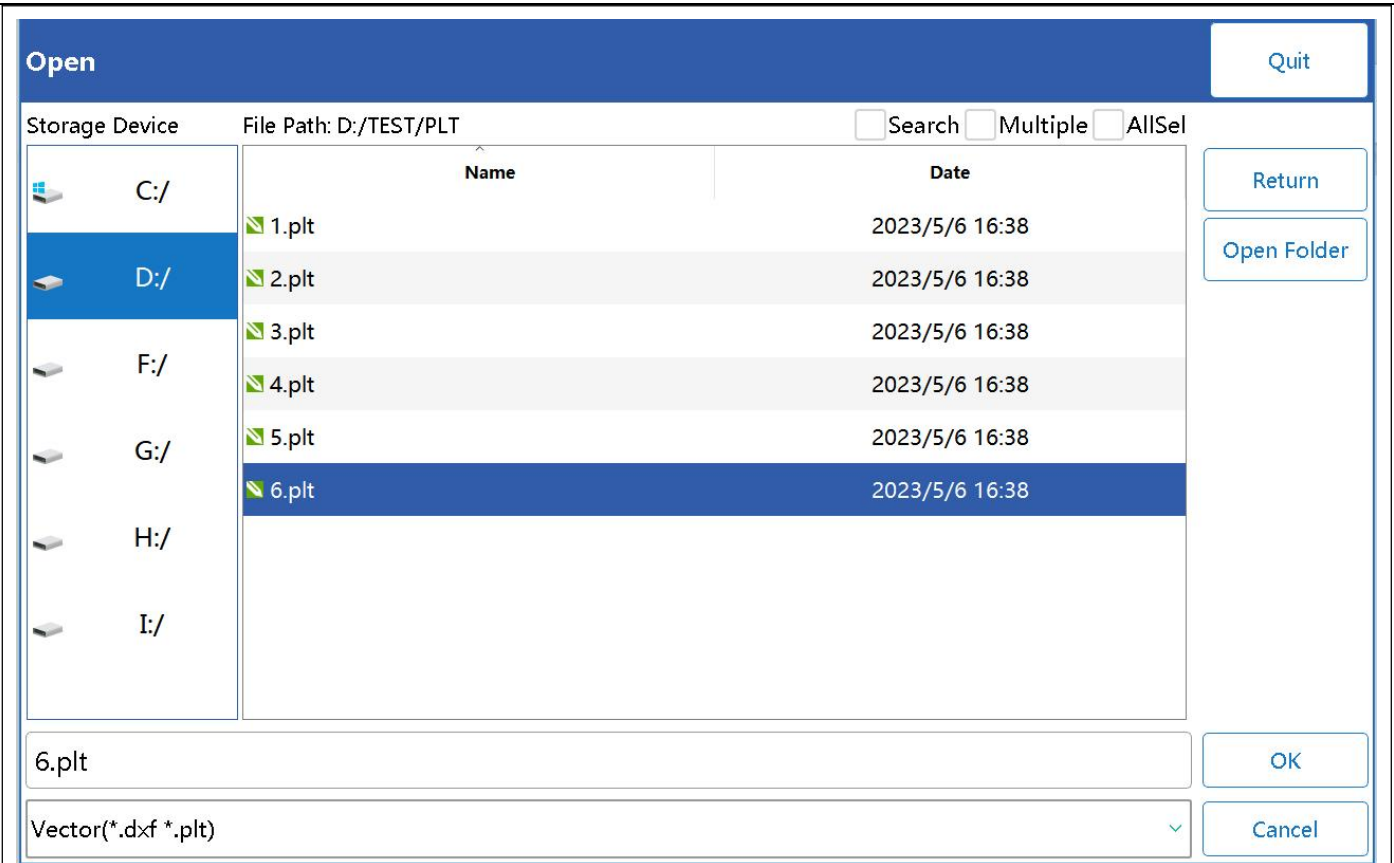 Open
Quit
Storage Device
File Path: D:/TEST/PLT
Search Multiple AllSel
Name Date
C:/
D:/
F:/
G:/
H:/
I:/
1.plt 2023/5/6 16:38
2.plt 2023/5/6 16:38
3.plt 2023/5/6 16:38
4.plt 2023/5/6 16:38
5.plt 2023/5/6 16:38
6.plt 2023/5/6 16:38
Return
Open Folder
6.plt
OK
Vector(*.dxf *.plt)
Cancel